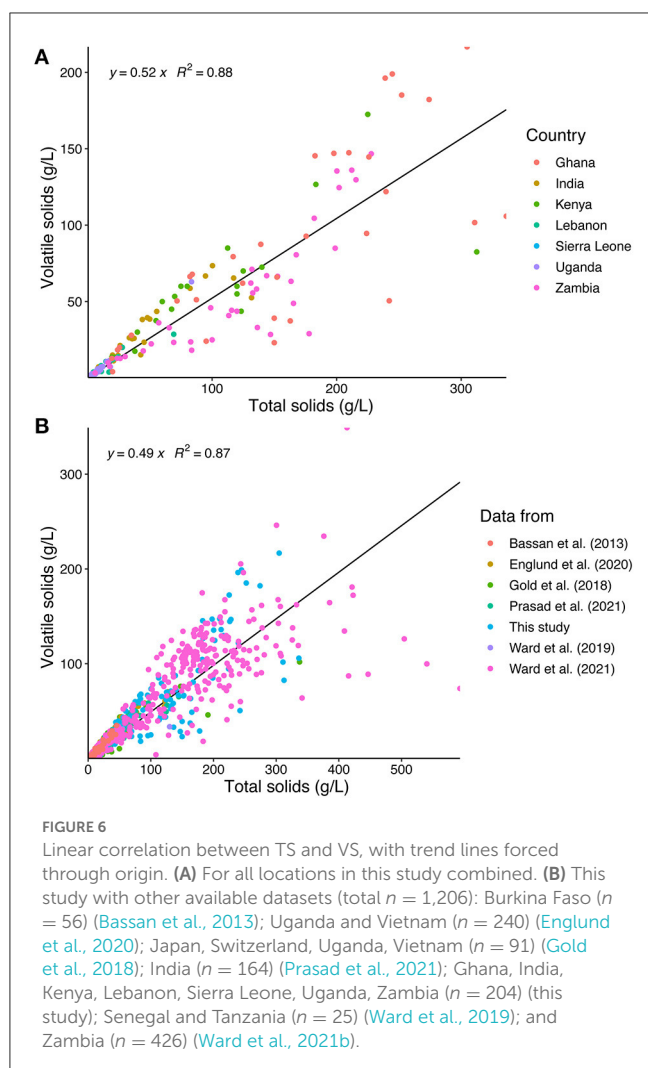 A
y = 0.52 x R² = 0.88
200
150
100
50
Volatile solids (g/L)
100
200
300
Total solids (g/L)
Country
Ghana
India
Kenya
Lebanon
Sierra Leone
Uganda
Zambia
B
y = 0.49 x R² = 0.87
300
200
100
Volatile solids (g/L)
0
100
200
300
400
500
Total solids (g/L)
Data from
Bassan et al. (2013)
Englund et al. (2020)
Gold et al. (2018)
Prasad et al. (2021)
This study
Ward et al. (2019)
Ward et al. (2021)
FIGURE 6
Linear correlation between TS and VS, with trend lines forced
through origin. (A) For all locations in this study combined. (B) This
study with other available datasets (total n = 1,206): Burkina Faso (n
= 56) (Bassan et al., 2013); Uganda and Vietnam (n = 240) (Englund
et al., 2020); Japan, Switzerland, Uganda, Vietnam (n = 91) (Gold
et al., 2018); India (n = 164) (Prasad et al., 2021); Ghana, India,
Kenya, Lebanon, Sierra Leone, Uganda, Zambia (n = 204) (this
study); Senegal and Tanzania (n = 25) (Ward et al., 2019); and
Zambia (n = 426) (Ward et al., 2021b).